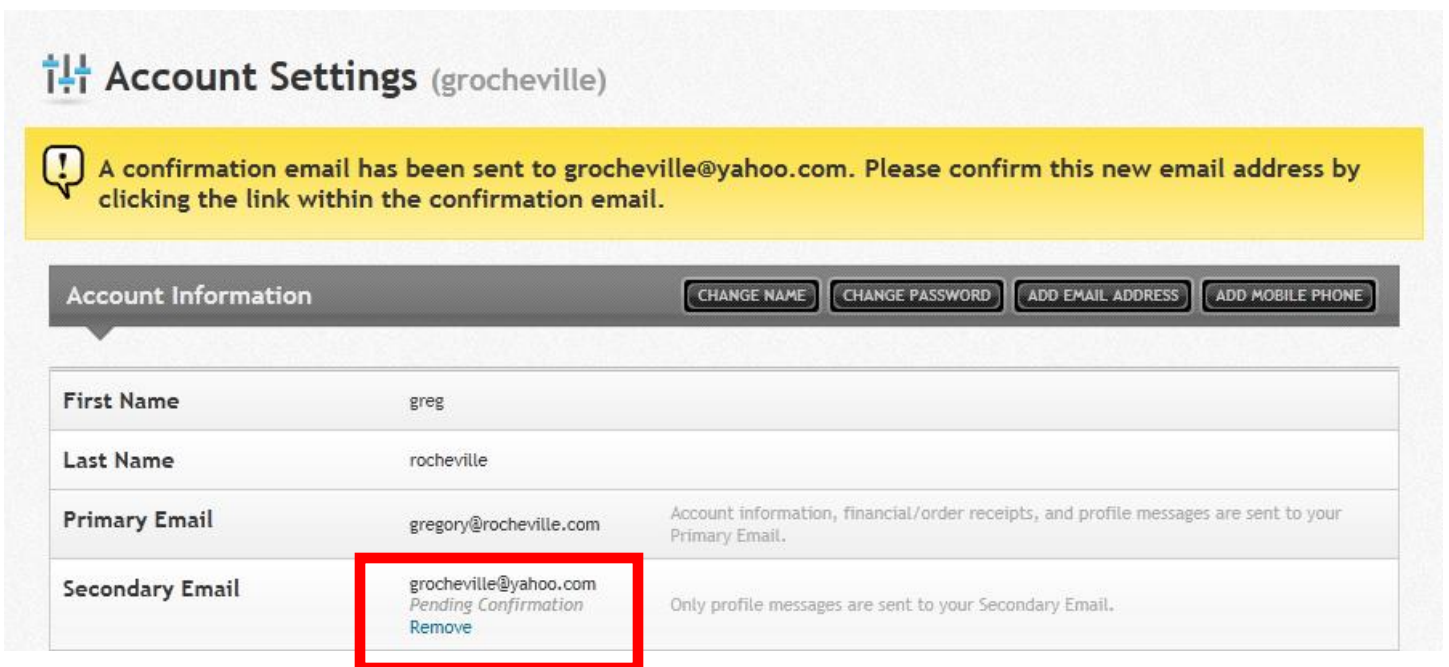 Account Settings (grocheville)
A confirmation email has been sent to grocheville@yahoo.com. Please confirm this new email address by
clicking the link within the confirmation email.
Account Information CHANGE NAME CHANGE PASSWORD ADD EMAIL ADDRESS ADD MOBILE PHONE
First Name greg
Last Name rocheville
Primary Email gregory@rocheville.com Account information, financial/order receipts, and profile messages are sent to your
Primary Email.
Secondary Email grocheville@yahoo.com
Pending Confirmation Only profile messages are sent to your Secondary Email.
Remove